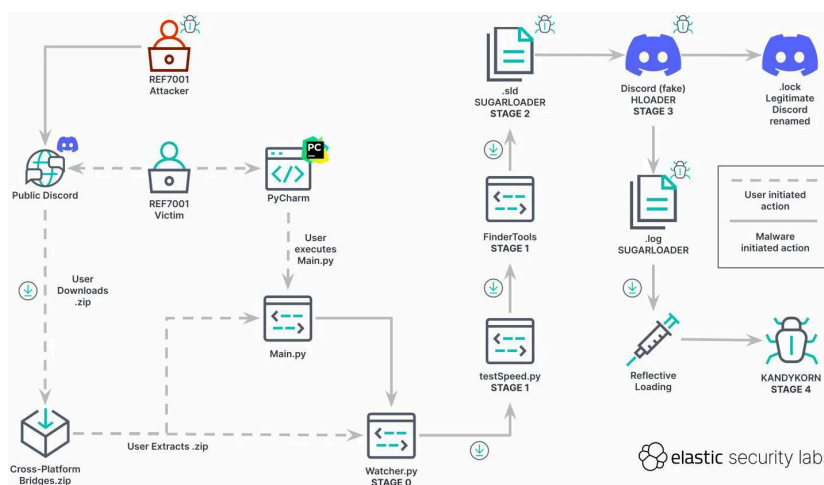 REF7001
Attacker
.sld
SUGARLOADER
STAGE 2
Discord (fake)
HLOADER
STAGE 3
.lock
Legitimate
Discord
renamed
Public Discord
REF7001
Victim
PC
PyCharm
FinderTools
STAGE 1
.log
SUGARLOADER
User initiated
action
Malware
initiated action
User
executes
Main.py
User
Downloads
.zip
Main.py
testSpeed.py
STAGE 1
Reflective
Loading
KANDYKORN
STAGE 4
User Extracts .zip
Cross-Platform
Bridges.zip
Watcher.py
STAGE 0
elastic security lab